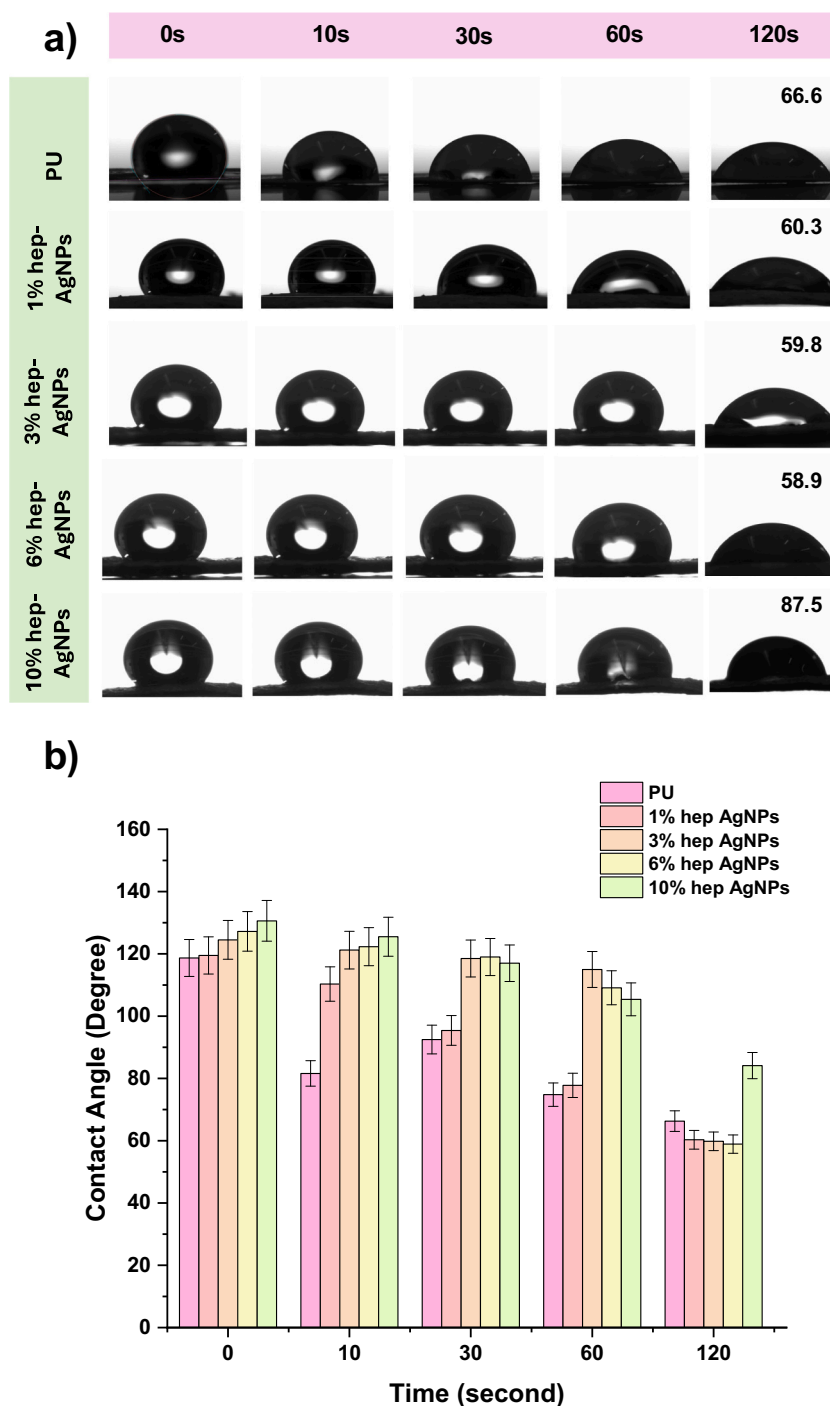 a)
0s 10s 30s 60s 120s
PU
66.6
1% hep-
AgNPs
60.3
3% hep-
AgNPs
59.8
6% hep-
AgNPs
58.9
10% hep-
AgNPs
87.5
b)
PU
1% hep AgNPs
3% hep AgNPs
6% hep AgNPs
10% hep AgNPs
Contact Angle (Degree)
160
140
120
100
80
60
40
20
0
0 10 30 60 120
Time (second)